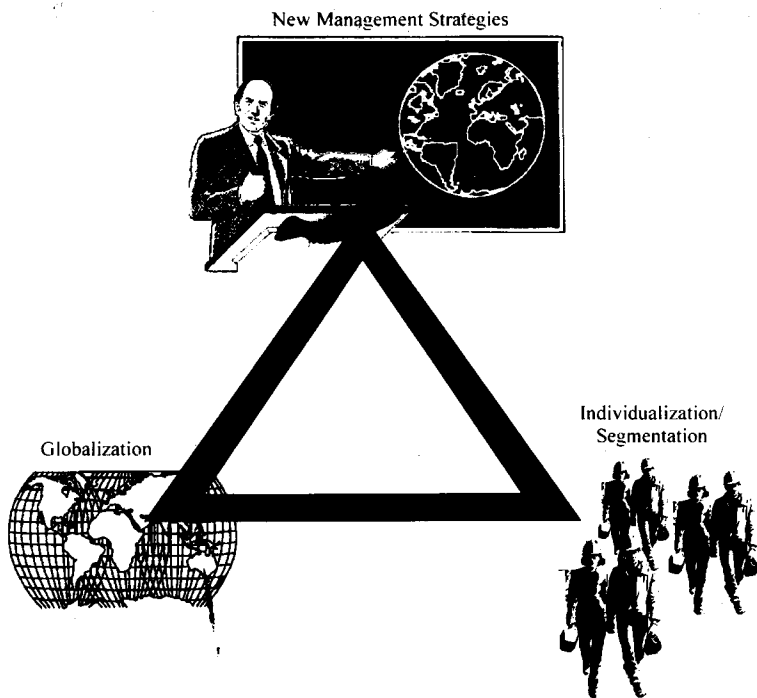 New Management Strategies
Globalization
Individualization/
Segmentation